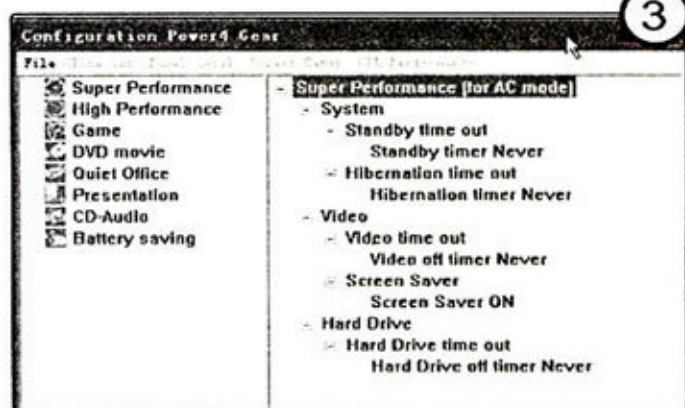 3
Configuration Power4 Gear
File
Super Performance
High Performance
Game
DVD movie
Quiet Office
Presentation
CD-Audio
Battery saving
- Super Performance [for AC mode]
- System
- Standby time out
Standby timer Never
- Hibernation time out
Hibernation timer Never
- Video
- Video time out
Video off timer Never
- Screen Saver
Screen Saver ON
- Hard Drive
- Hard Drive time out
Hard Drive off timer Never